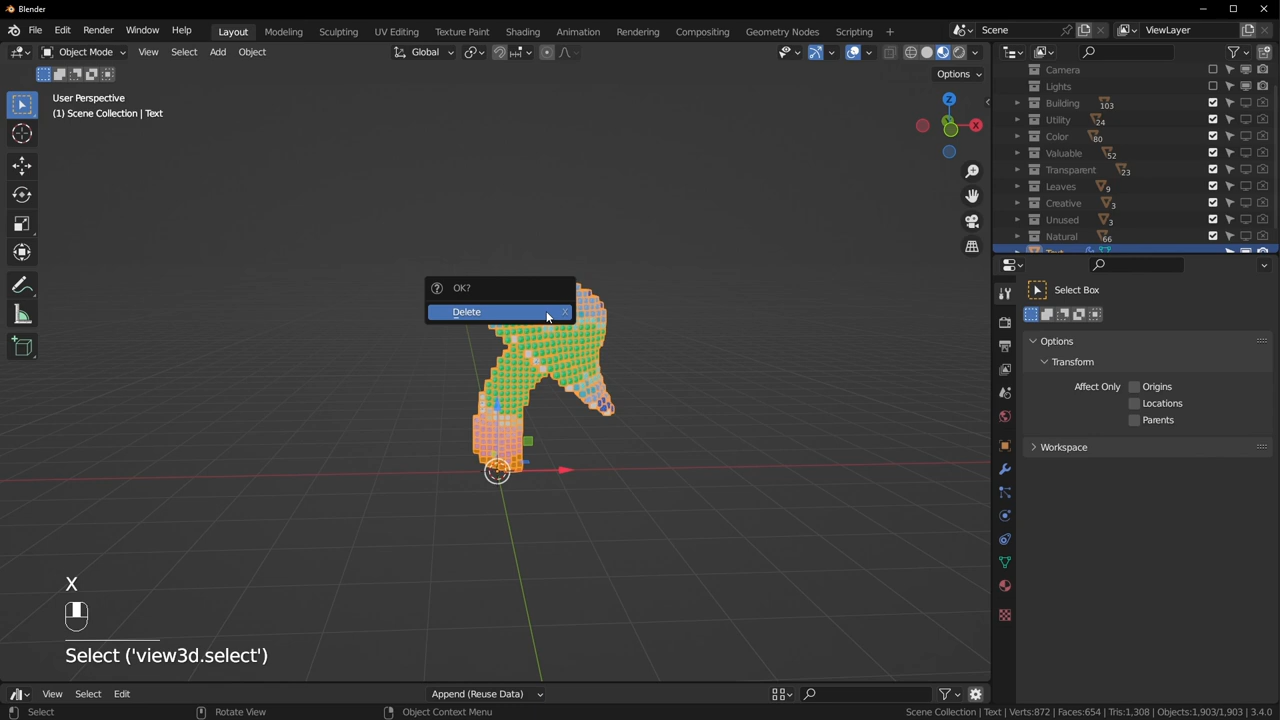 Blender
File Edit Render Window Help Layout Modeling Sculpting UV Editing Texture Paint Shading Animation Rendering Compositing Geometry Nodes Scripting + Scene ViewLayer
Object Mode View Select Add Object Global
Options
User Perspective
(1) Scene Collection | Text
Z
X
Camera
Lights
Building 103
Utility 24
Color 80
Valuable 52
Transparent 23
Leaves 9
Creative 3
Unused 3
Natural 66
Text
Select Box
Options
Transform
Affect Only Origins
Locations
Parents
Workspace
OK?
Delete X
X
Select ('view3d.select')
View Select Edit Append (Reuse Data)
Select Rotate View Object Context Menu Scene Collection | Text | Verts:872 | Faces:654 | Tris:1,308 | Objects:1,903/1,903 | 3.4.0